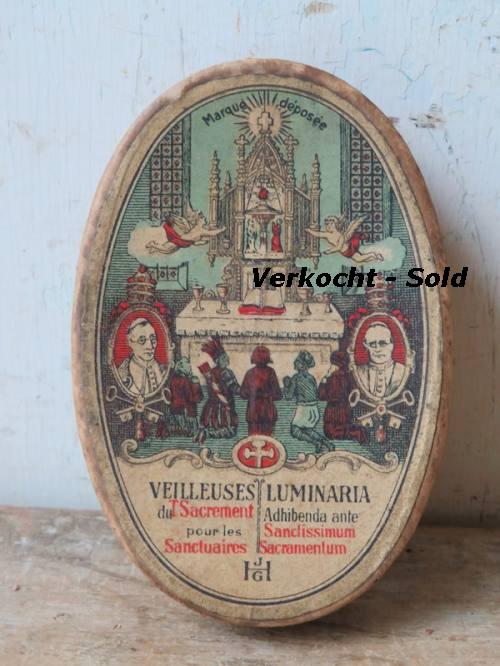 Marque déposée
Verkocht - Sold
VEILLEUSES
du T Sacrement
pour les
Sanctuaires
LUMINARIA
Adhibenda ante
Sanctissimum
Sacramentum
J
H
G